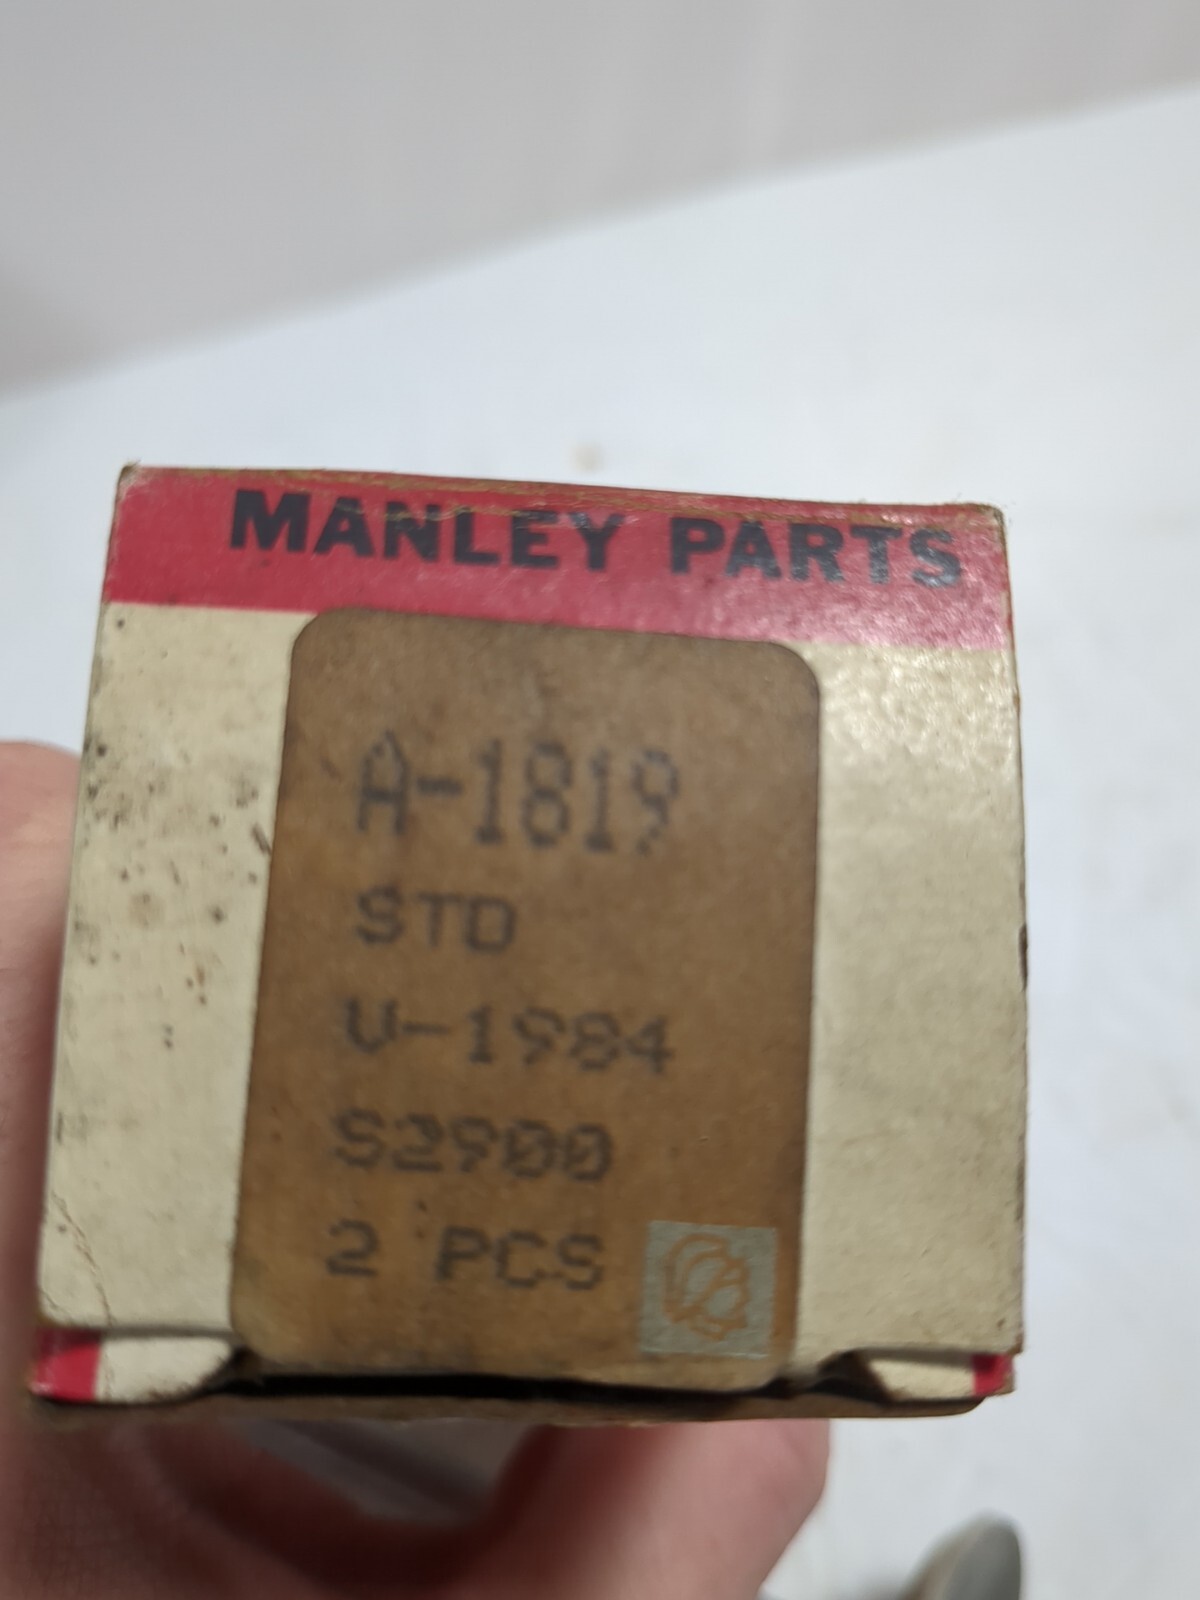 MANLEY PARTS
A-1819
STD
V-1984
S2900
2 PCS